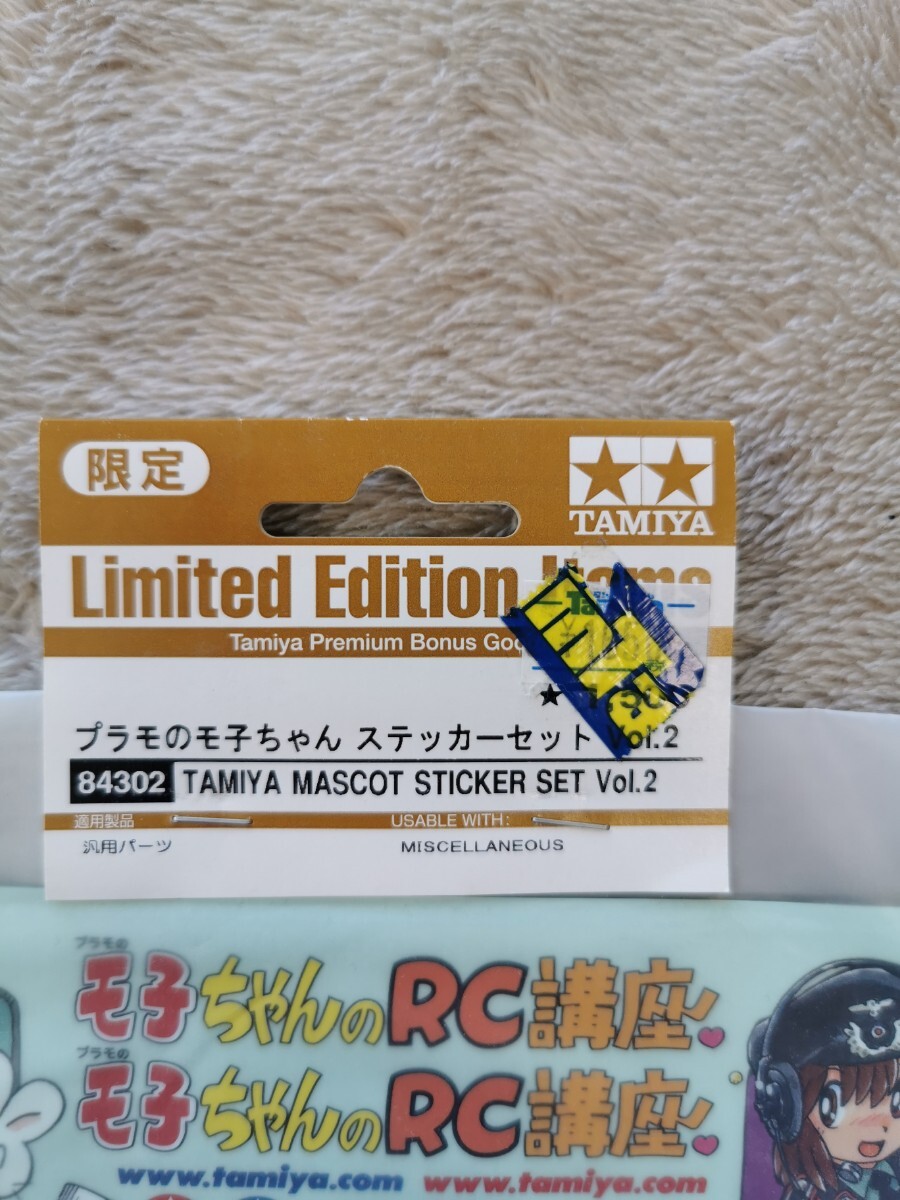 限定
TAMIYA
Limited Edition Items
Tamiya Premium Bonus
プラモのモ子ちゃん ステッカーセット Vol.2
84302 TAMIYA MASCOT STICKER SET Vol.2
適用製品 USABLE WITH:
汎用パーツ MISCELLANEOUS
プラモの
モ子ちゃんのRC講座
プラモの
モ子ちゃんのRC講座
www.tamiya.com www.tamiya.com